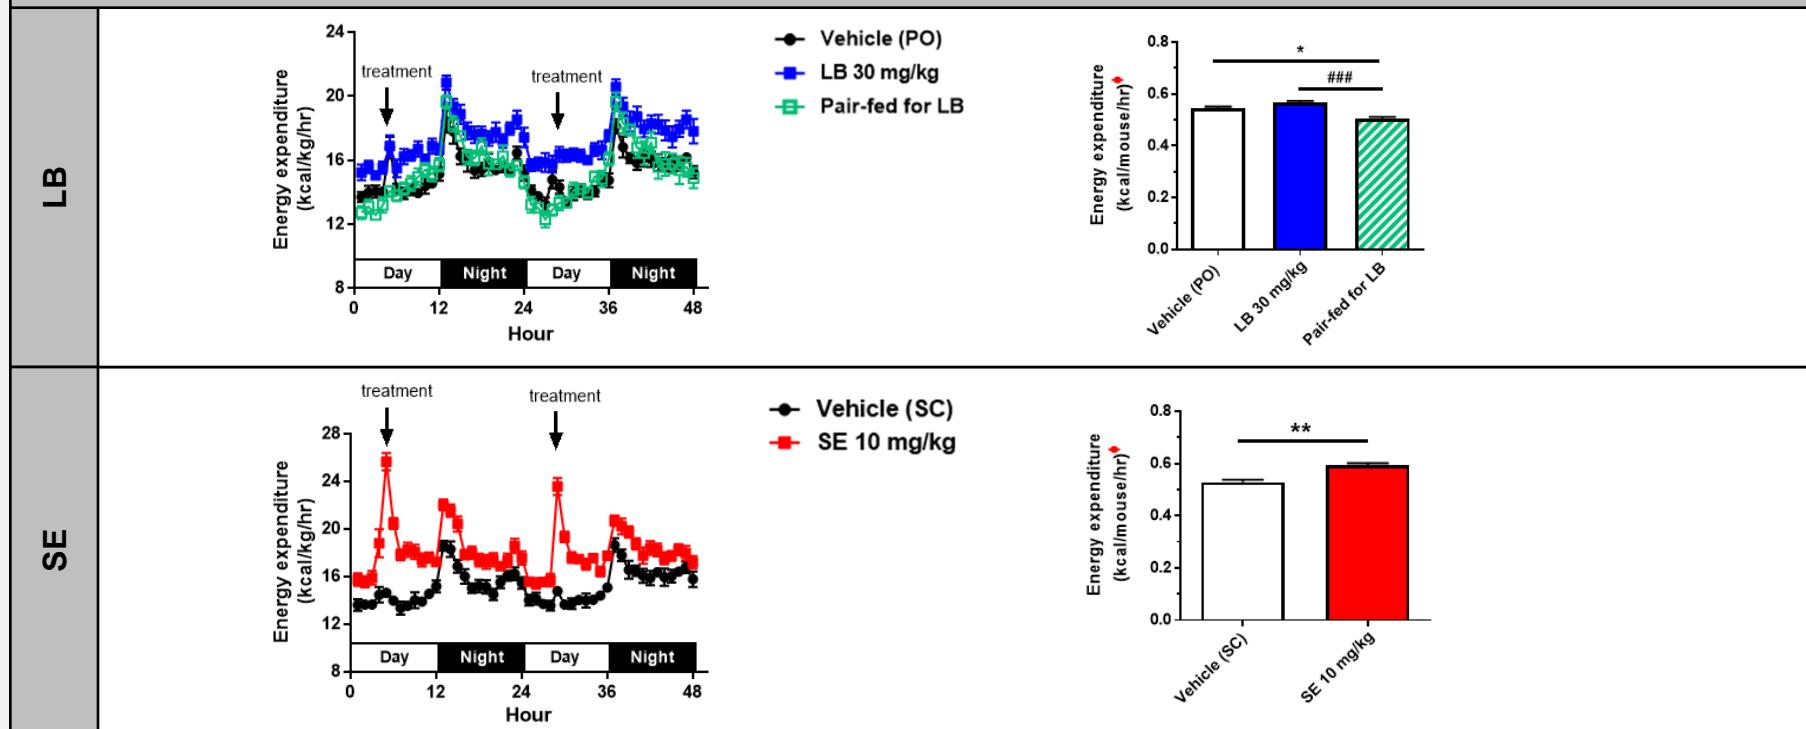 LB
24
20
16
12
8
Energy expenditure
(kcal/kg/hr)
treatment
treatment
Day
Night
Day
Night
0
12
24
36
48
Hour
Vehicle (PO)
LB 30 mg/kg
Pair-fed for LB
0.8
0.6
0.4
0.2
0.0
Energy expenditure
(kcal/mouse/hr)
*
###
Vehicle (PO)
LB 30 mg/kg
Pair-fed for LB
SE
treatment
treatment
28
24
20
16
12
8
Energy expenditure
(kcal/kg/hr)
Day
Night
Day
Night
0
12
24
36
48
Hour
Vehicle (SC)
SE 10 mg/kg
0.8
0.6
0.4
0.2
0.0
Energy expenditure
(kcal/mouse/hr)
**
Vehicle (SC)
SE 10 mg/kg